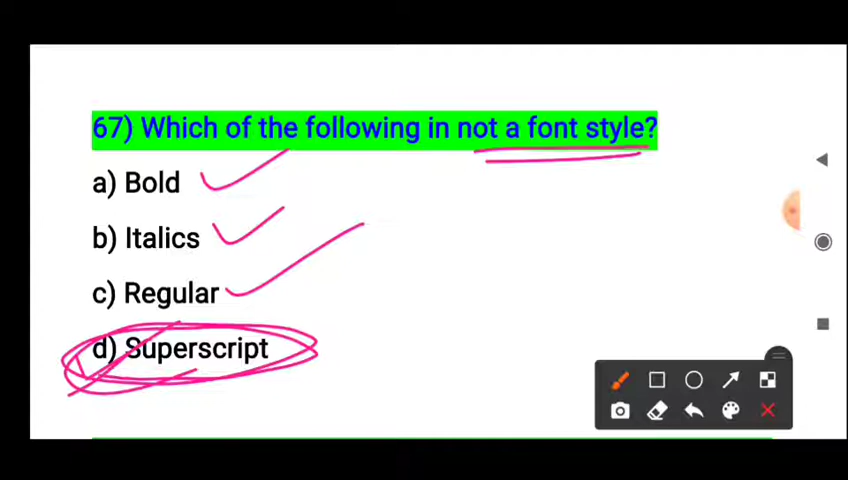 67) Which of the following in not a font style?
a) Bold
b) Italics
c) Regular
d) Superscript